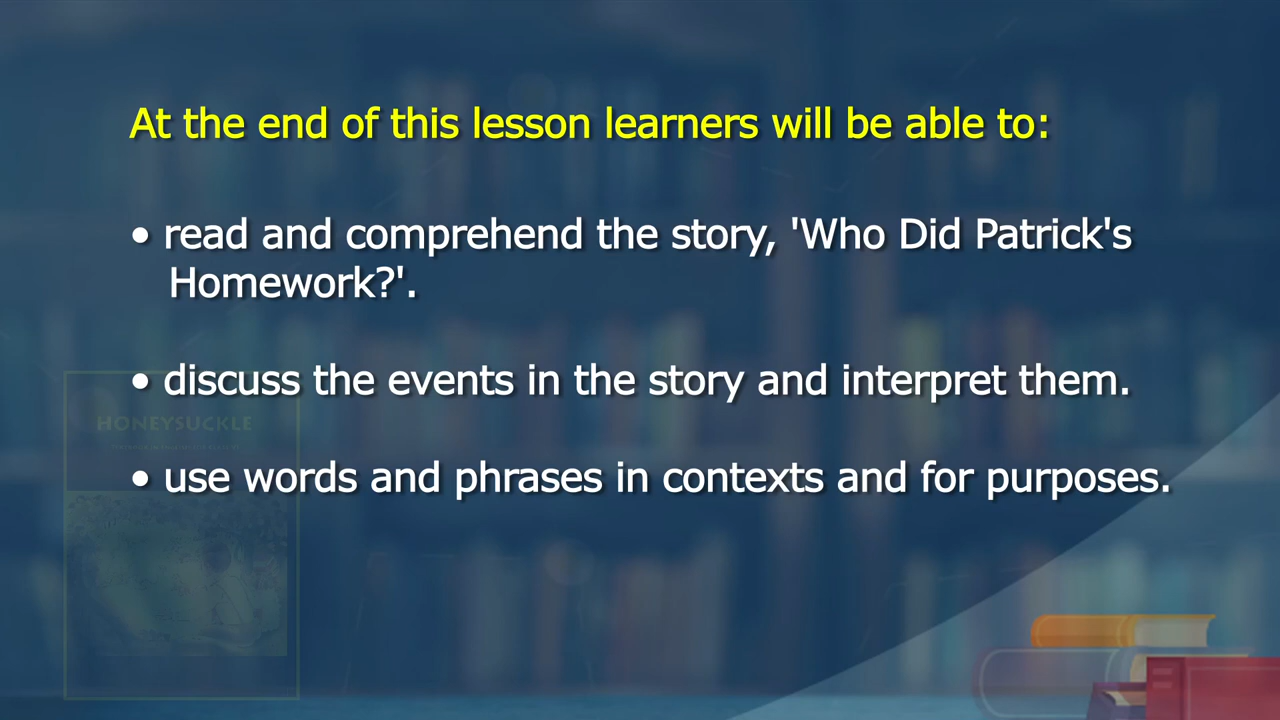 At the end of this lesson learners will be able to:
• read and comprehend the story, 'Who Did Patrick's
Homework?'.
• discuss the events in the story and interpret them.
HONEYSUCKLE
• use words and phrases in contexts and for purposes.